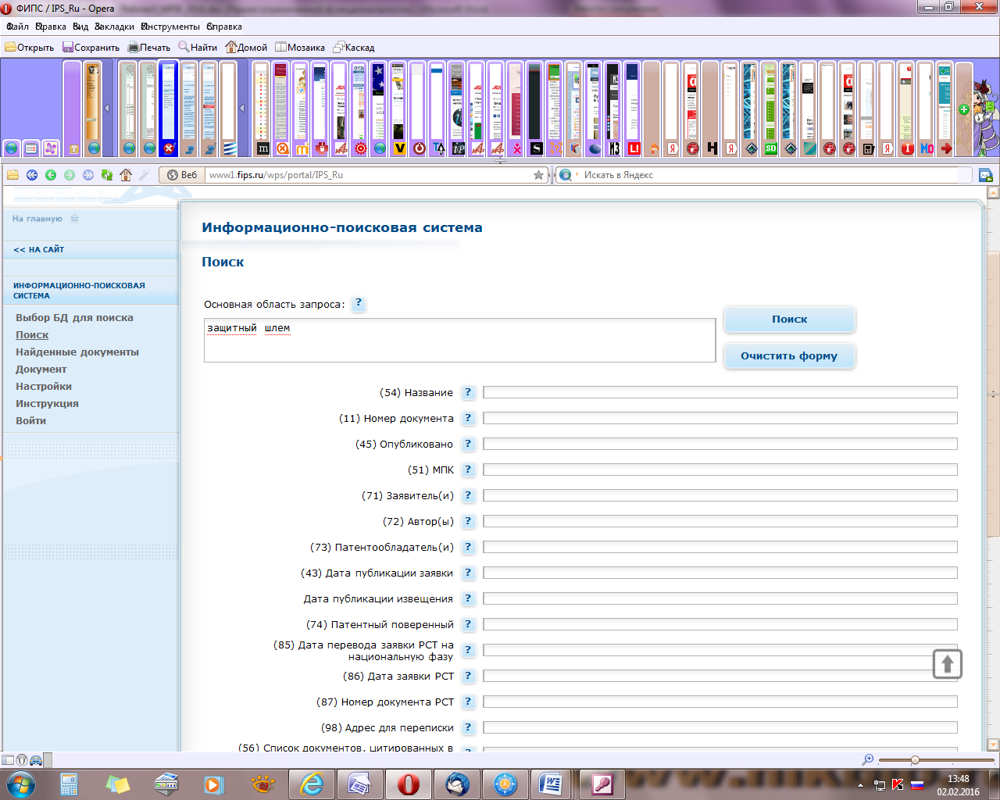 ФИПС / IPS_Ru - Opera
Файл Правка Вид Закладки Инструменты Справка
Открыть Сохранить Печать Найти Домой Мозаика Каскад
Веб www1.fips.ru/wps/portal/IPS_Ru Искать в Яндекс
На главную
<< НА САЙТ
ИНФОРМАЦИОННО-ПОИСКОВАЯ
СИСТЕМА
Выбор БД для поиска
Поиск
Найденные документы
Документ
Настройки
Инструкция
Войти
Информационно-поисковая система
Поиск
Основная область запроса: ?
защитный шлем
Поиск
Очистить форму
(54) Название ?
(11) Номер документа ?
(45) Опубликовано ?
(51) МПК ?
(71) Заявитель(и) ?
(72) Автор(ы) ?
(73) Патентообладатель(и) ?
(43) Дата публикации заявки ?
Дата публикации извещения ?
(74) Патентный поверенный ?
(85) Дата перевода заявки РСТ на
национальную фазу ?
(86) Дата заявки РСТ ?
(87) Номер документа РСТ ?
(98) Адрес для переписки ?
(56) Список документов, цитированных в
13:48
02.02.2016